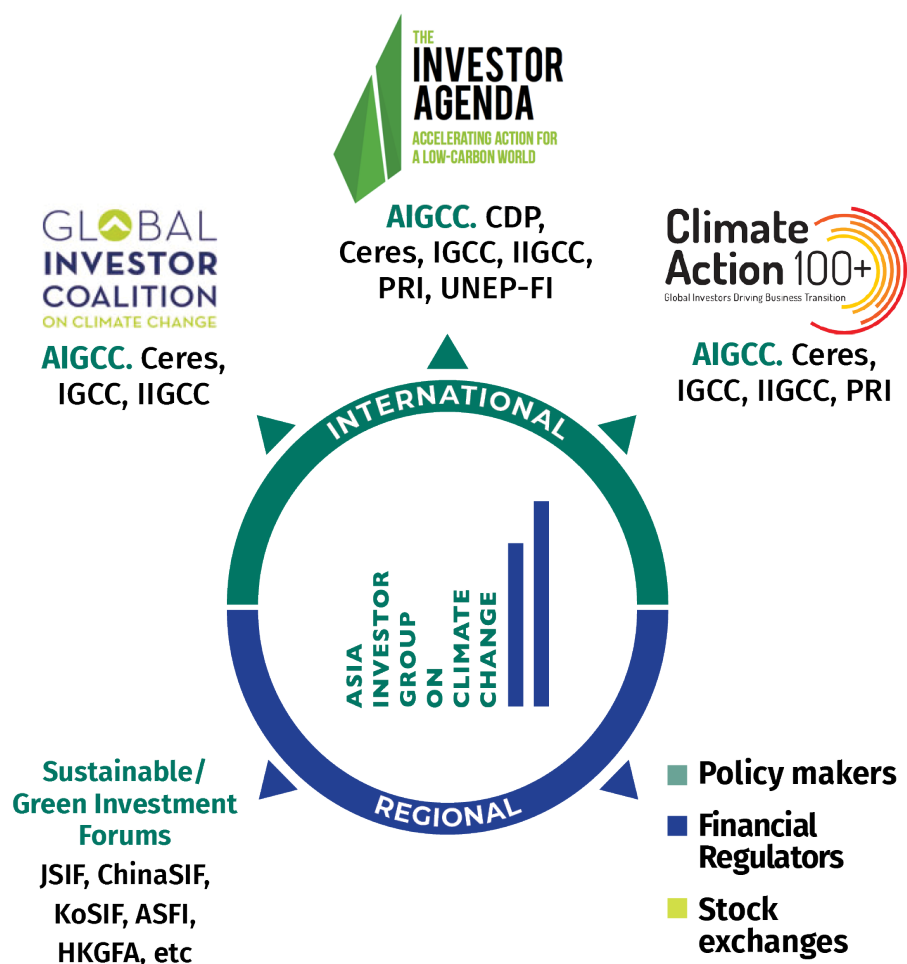 THE
INVESTOR
AGENDA
ACCELERATING ACTION FOR
A LOW-CARBON WORLD
AIGCC. CDP,
Ceres, IGCC, IIGCC,
PRI, UNEP-FI
GLOBAL
INVESTOR
COALITION
ON CLIMATE CHANGE
AIGCC. Ceres,
IGCC, IIGCC
Climate
Action 100+
Global Investors Driving Business Transition
AIGCC. Ceres,
IGCC, IIGCC, PRI
INTERNATIONAL
ASIA
INVESTOR
GROUP
ON
CLIMATE
CHANGE
REGIONAL
Sustainable/
Green Investment
Forums
JSIF, ChinaSIF,
KoSIF, ASFI,
HKGFA, etc
Policy makers
Financial
Regulators
Stock
exchanges